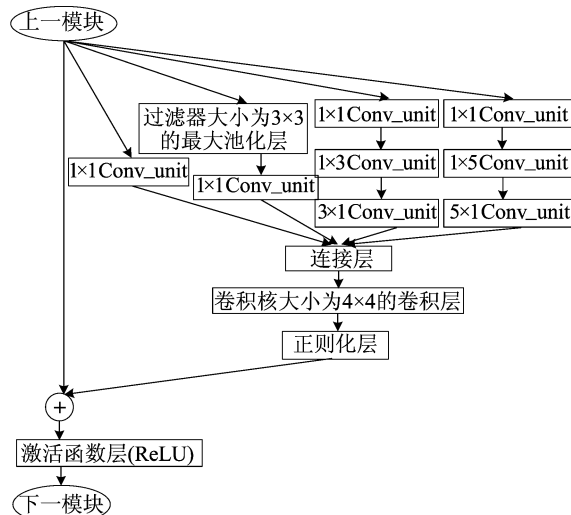 上一模块
过滤器大小为3×3
的最大池化层
1×1Conv_unit
1×1Conv_unit
1×1Conv_unit
1×3Conv_unit
3×1Conv_unit
1×1Conv_unit
1×5Conv_unit
5×1Conv_unit
连接层
卷积核大小为4×4的卷积层
正则化层
+
激活函数层(ReLU)
下一模块